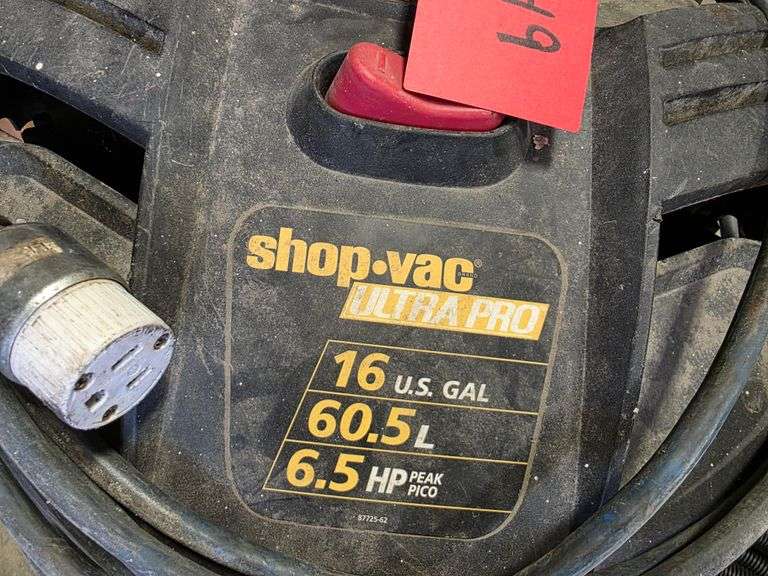 shop·vac®
ULTRA PRO
16 U.S. GAL
60.5 L
6.5 HP PEAK
PICO
87725-62